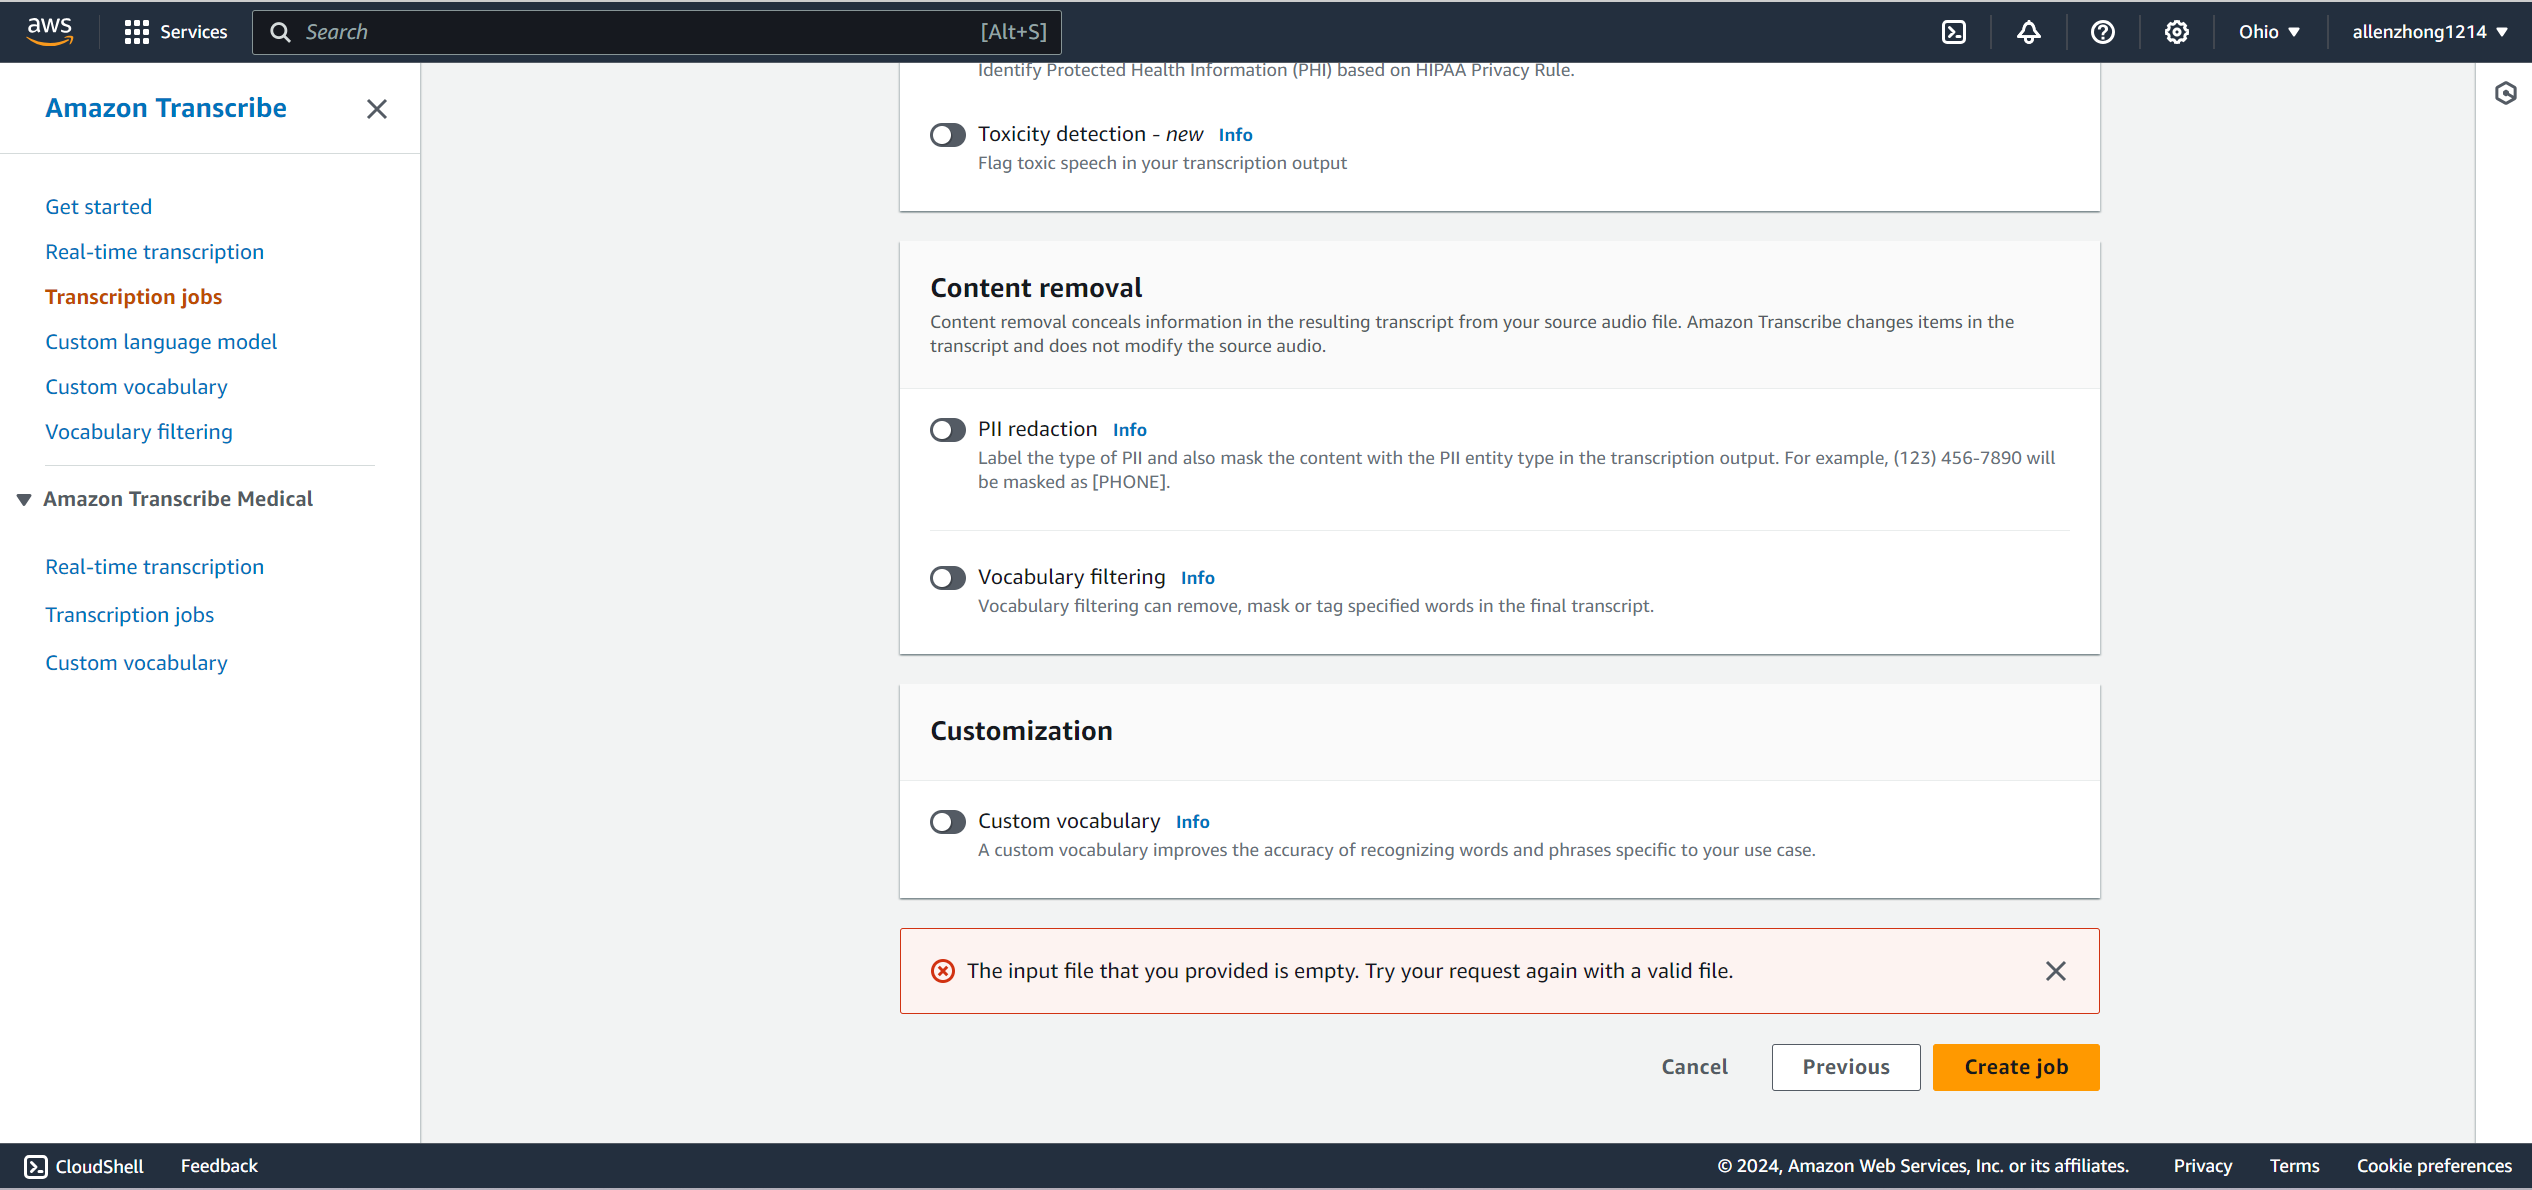 aws
Services
Search
[Alt+S]
Ohio
allenzhong1214
Amazon Transcribe
Get started
Real-time transcription
Transcription jobs
Custom language model
Custom vocabulary
Vocabulary filtering
Amazon Transcribe Medical
Real-time transcription
Transcription jobs
Custom vocabulary
Identify Protected Health Information (PHI) based on HIPAA Privacy Rule.
Toxicity detection - new Info
Flag toxic speech in your transcription output
Content removal
Content removal conceals information in the resulting transcript from your source audio file. Amazon Transcribe changes items in the
transcript and does not modify the source audio.
PII redaction Info
Label the type of PII and also mask the content with the PII entity type in the transcription output. For example, (123) 456-7890 will
be masked as [PHONE].
Vocabulary filtering Info
Vocabulary filtering can remove, mask or tag specified words in the final transcript.
Customization
Custom vocabulary Info
A custom vocabulary improves the accuracy of recognizing words and phrases specific to your use case.
The input file that you provided is empty. Try your request again with a valid file.
Cancel
Previous
Create job
CloudShell
Feedback
© 2024, Amazon Web Services, Inc. or its affiliates.
Privacy
Terms
Cookie preferences